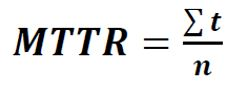 MTTR = ∑t / n